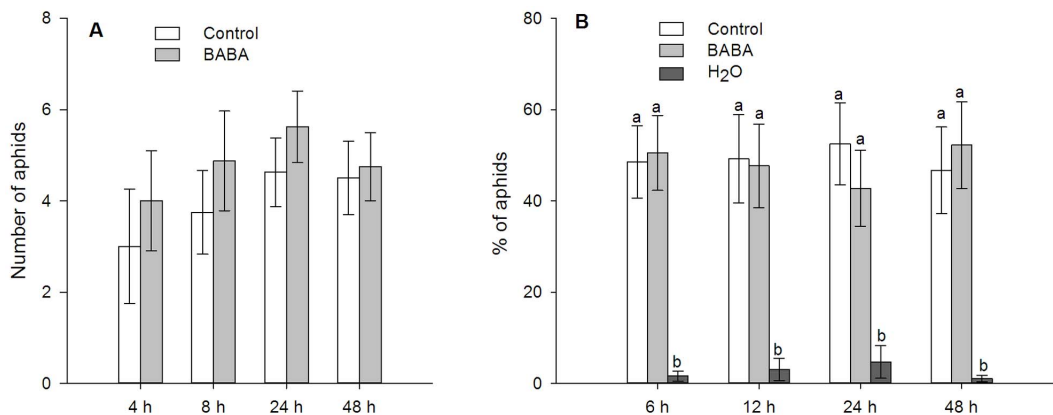 A
Control
BABA
Number of aphids
8
6
4
2
0
4 h 8 h 24 h 48 h
B
Control
BABA
H₂O
% of aphids
80
60
40
20
0
a a b a a b a a b a a b
6 h 12 h 24 h 48 h